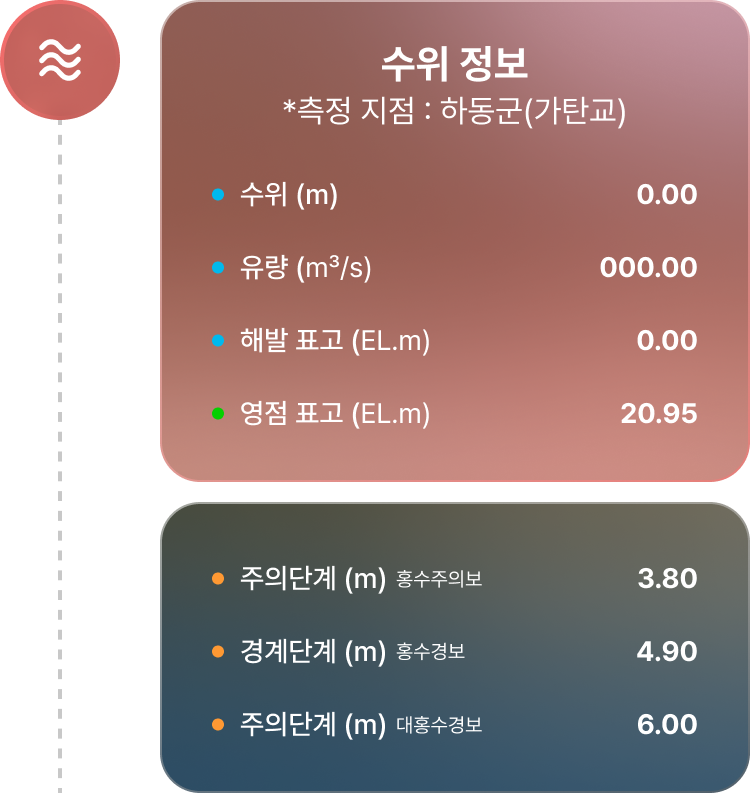 수위 정보
*측정 지점 : 하동군(가탄교)
수위 (m) 0.00
유량 (m³/s) 000.00
해발 표고 (EL.m) 0.00
영점 표고 (EL.m) 20.95
주의단계 (m) 홍수주의보 3.80
경계단계 (m) 홍수경보 4.90
주의단계 (m) 대홍수경보 6.00